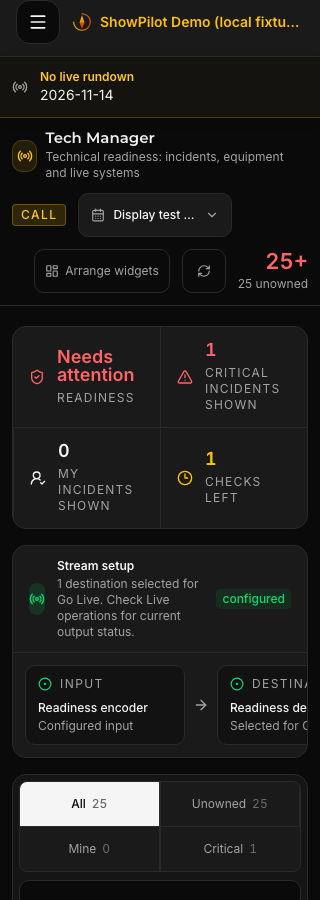 ShowPilot Demo (local fixtu...
No live rundown
2026-11-14
Tech Manager
Technical readiness: incidents, equipment
and live systems
CALL
Display test ...
Arrange widgets
25+
25 unowned
Needs
attention
READINESS
1
CRITICAL
INCIDENTS
SHOWN
0
MY
INCIDENTS
SHOWN
1
CHECKS
LEFT
Stream setup
1 destination selected for
Go Live. Check Live
operations for current
output status.
configured
INPUT
Readiness encoder
Configured input
DESTINA
Readiness de
Selected for G
All 25
Unowned 25
Mine 0
Critical 1